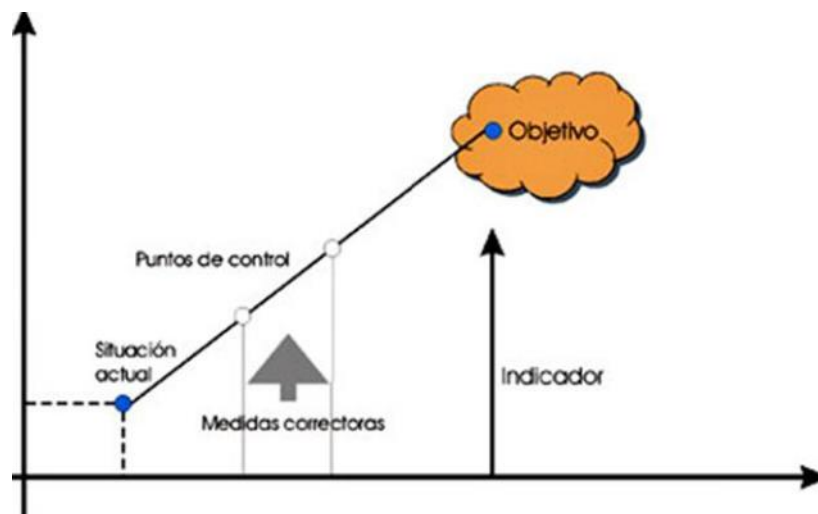 Objetivo
Puntos de control
Situación
actual
Indicador
Medidas correctoras